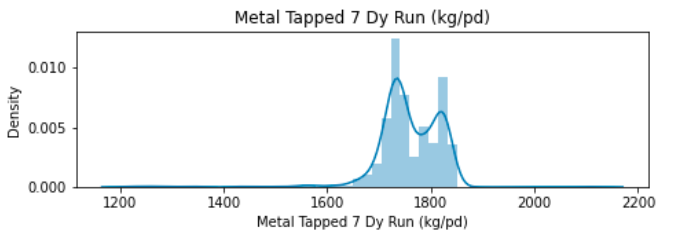 Metal Tapped 7 Dy Run (kg/pd)
0.010
0.005
0.000
Density
1200 1400 1600 1800 2000 2200
Metal Tapped 7 Dy Run (kg/pd)